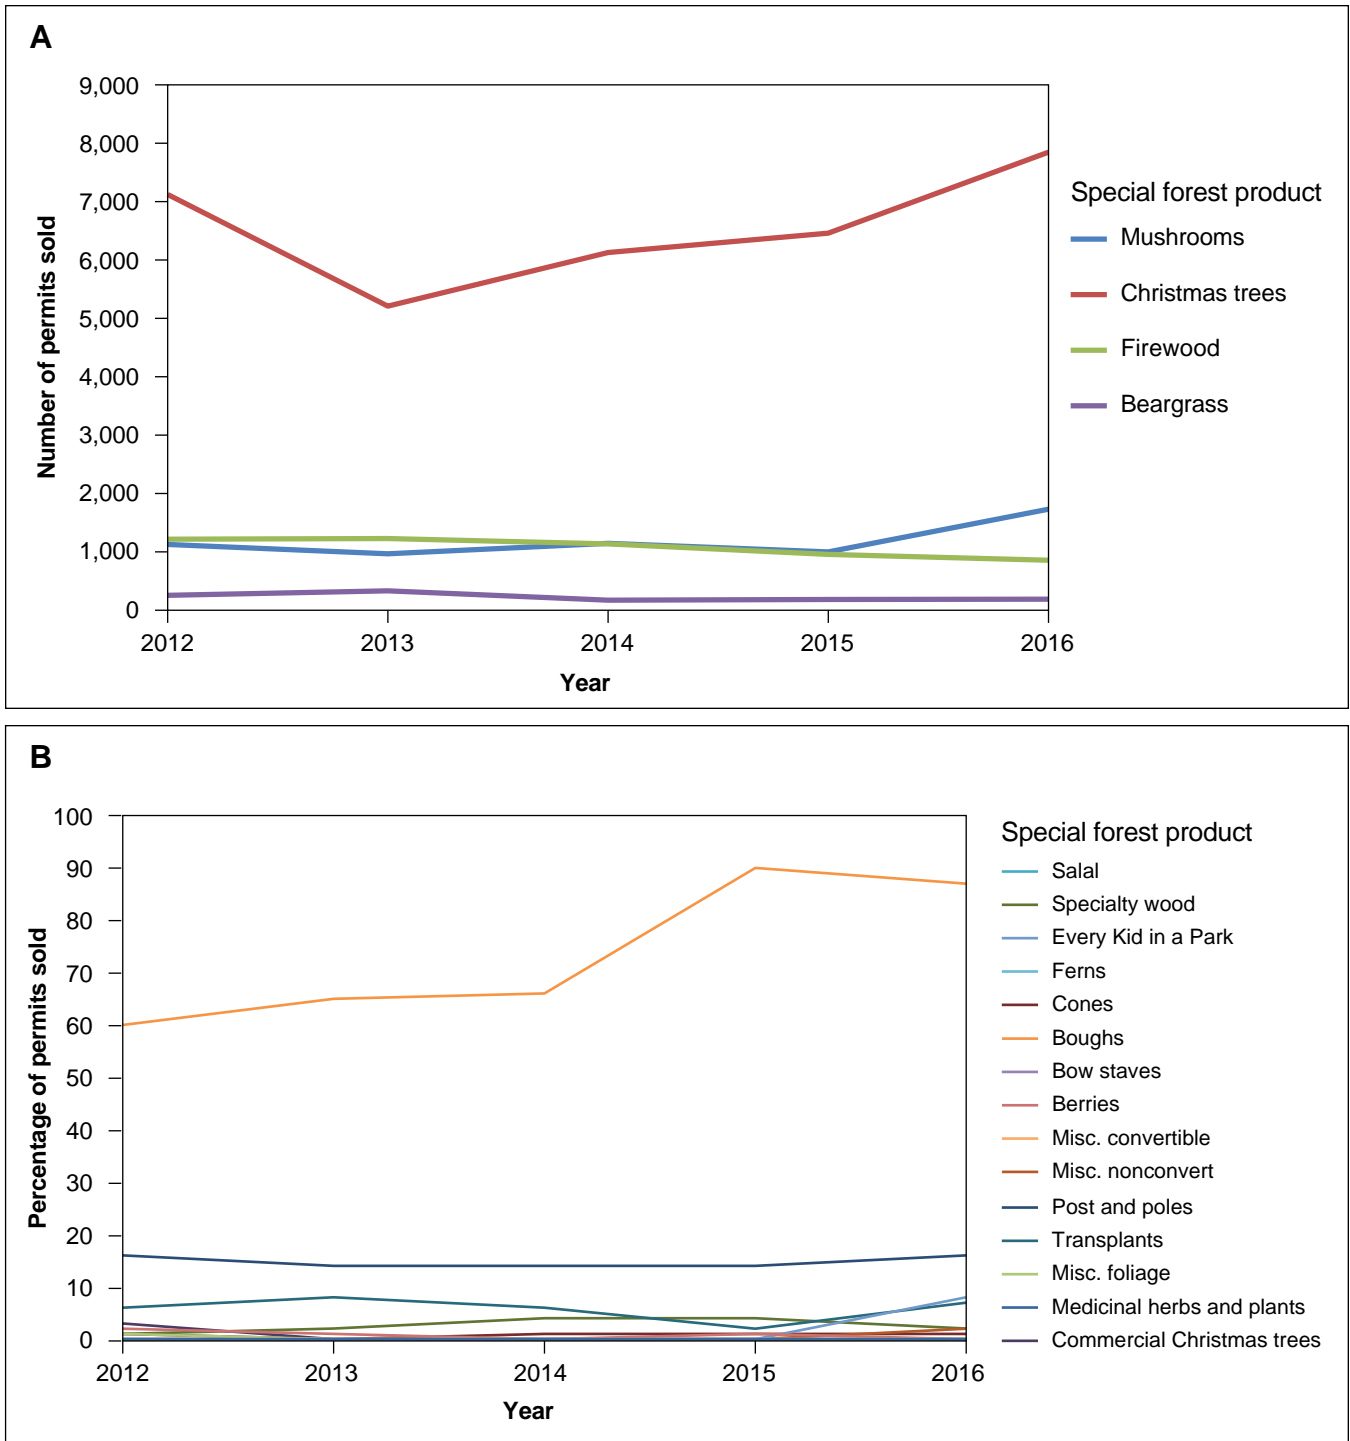 A
9,000
8,000
7,000
6,000
5,000
4,000
3,000
2,000
1,000
0
Number of permits sold
2012 2013 2014 2015 2016
Year
Special forest product
Mushrooms
Christmas trees
Firewood
Beargrass
B
100
90
80
70
60
50
40
30
20
10
0
Percentage of permits sold
2012 2013 2014 2015 2016
Year
Special forest product
Salal
Specialty wood
Every Kid in a Park
Ferns
Cones
Boughs
Bow staves
Berries
Misc. convertible
Misc. nonconvert
Post and poles
Transplants
Misc. foliage
Medicinal herbs and plants
Commercial Christmas trees